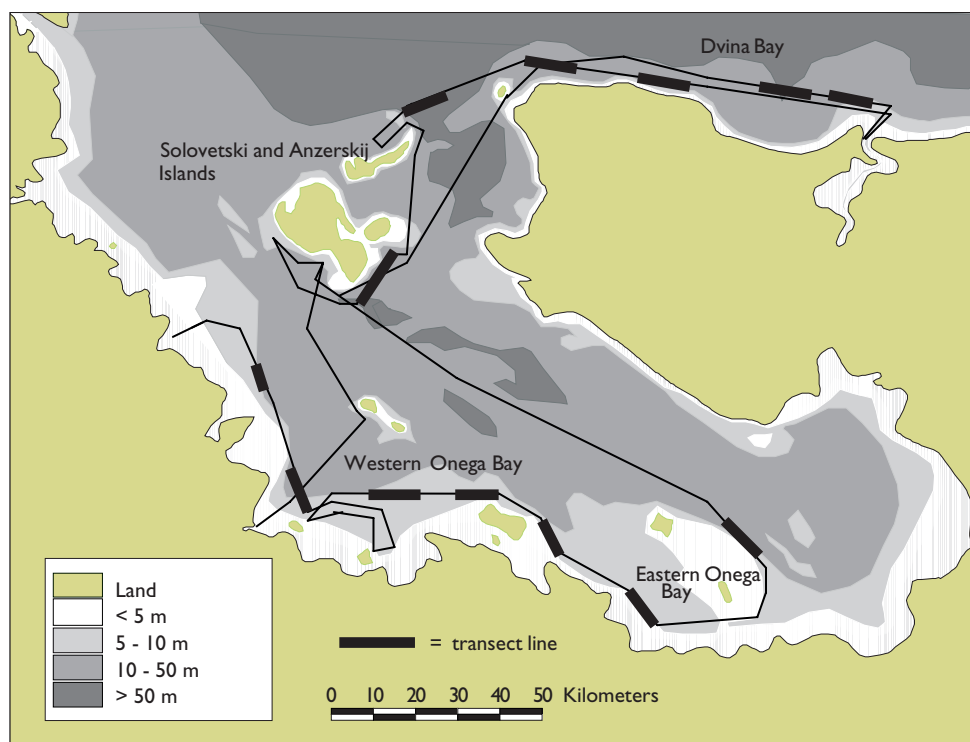 Dvina Bay
Solovetski and Anzerskij
Islands
Western Onega Bay
Eastern Onega
Bay
Land
< 5 m
5 - 10 m
10 - 50 m
> 50 m
= transect line
0 10 20 30 40 50 Kilometers